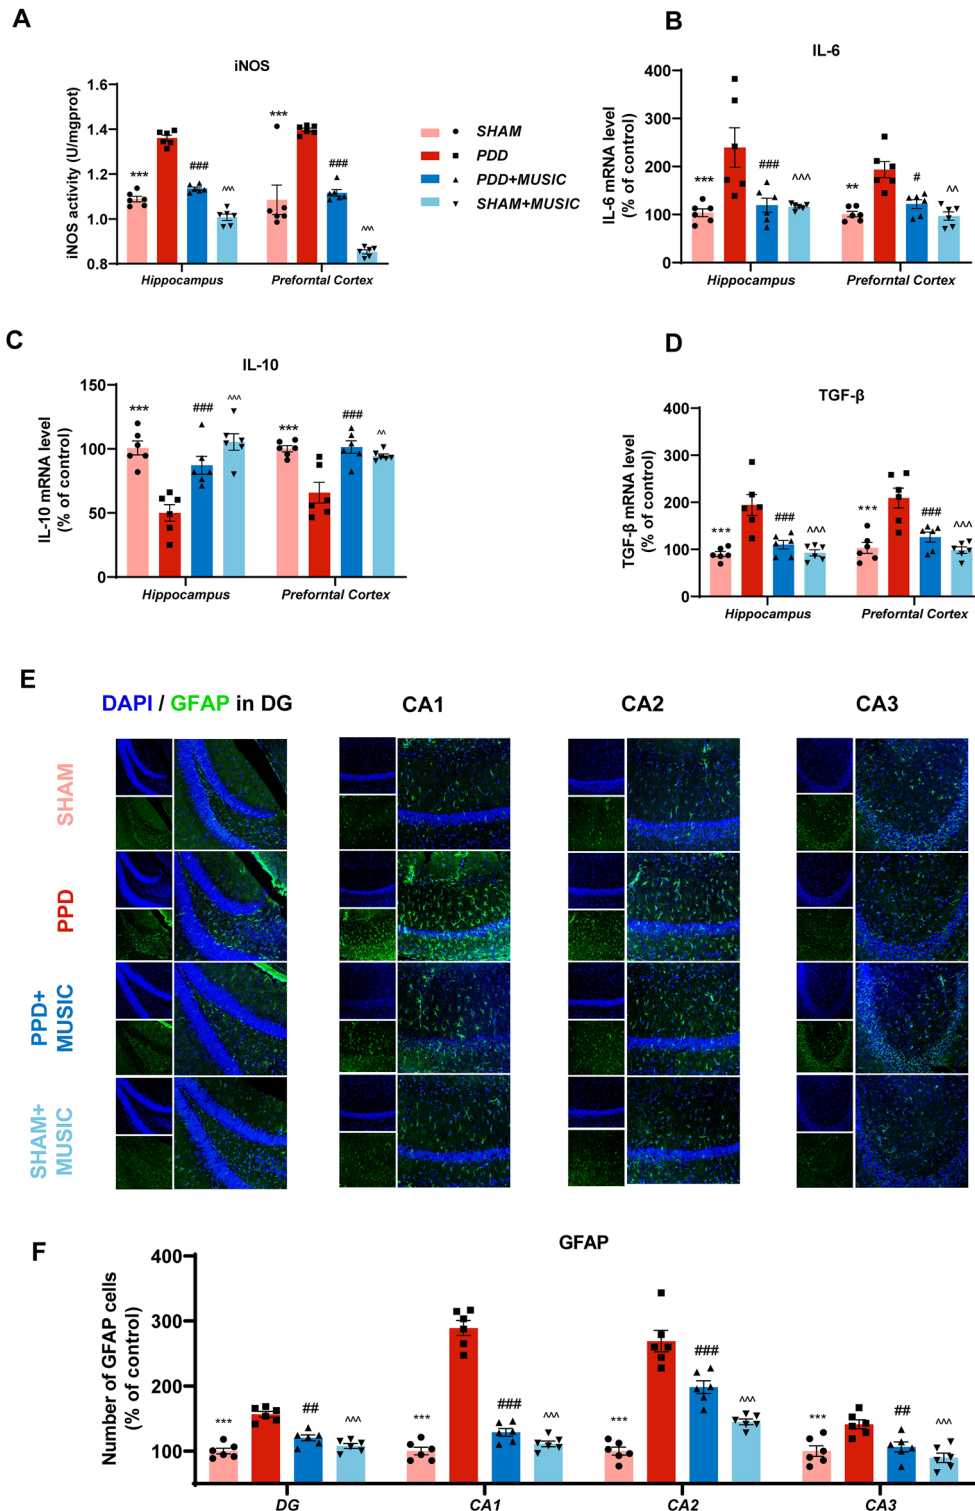 A
iNOS
iNOS activity (U/mgprot)
1.6
1.4
1.2
1.0
0.8
***
###
^^^
***
###
^^^
Hippocampus
Preforntal Cortex
SHAM
PDD
PDD+MUSIC
SHAM+MUSIC
B
IL-6
IL-6 mRNA level
(% of control)
400
300
200
100
0
***
###
^^^
**
#
^^
Hippocampus
Preforntal Cortex
C
IL-10
IL-10 mRNA level
(% of control)
150
100
50
0
***
###
^^^
***
###
^^
Hippocampus
Preforntal Cortex
D
TGF-β
TGF-β mRNA level
(% of control)
400
300
200
100
0
***
###
^^^
***
###
^^^
Hippocampus
Preforntal Cortex
E
DAPI / GFAP in DG
CA1
CA2
CA3
SHAM
PPD
PPD+
MUSIC
SHAM+
MUSIC
F
GFAP
Number of GFAP cells
(% of control)
400
300
200
100
***
##
^^^
***
###
^^^
***
###
^^^
***
##
^^^
DG
CA1
CA2
CA3